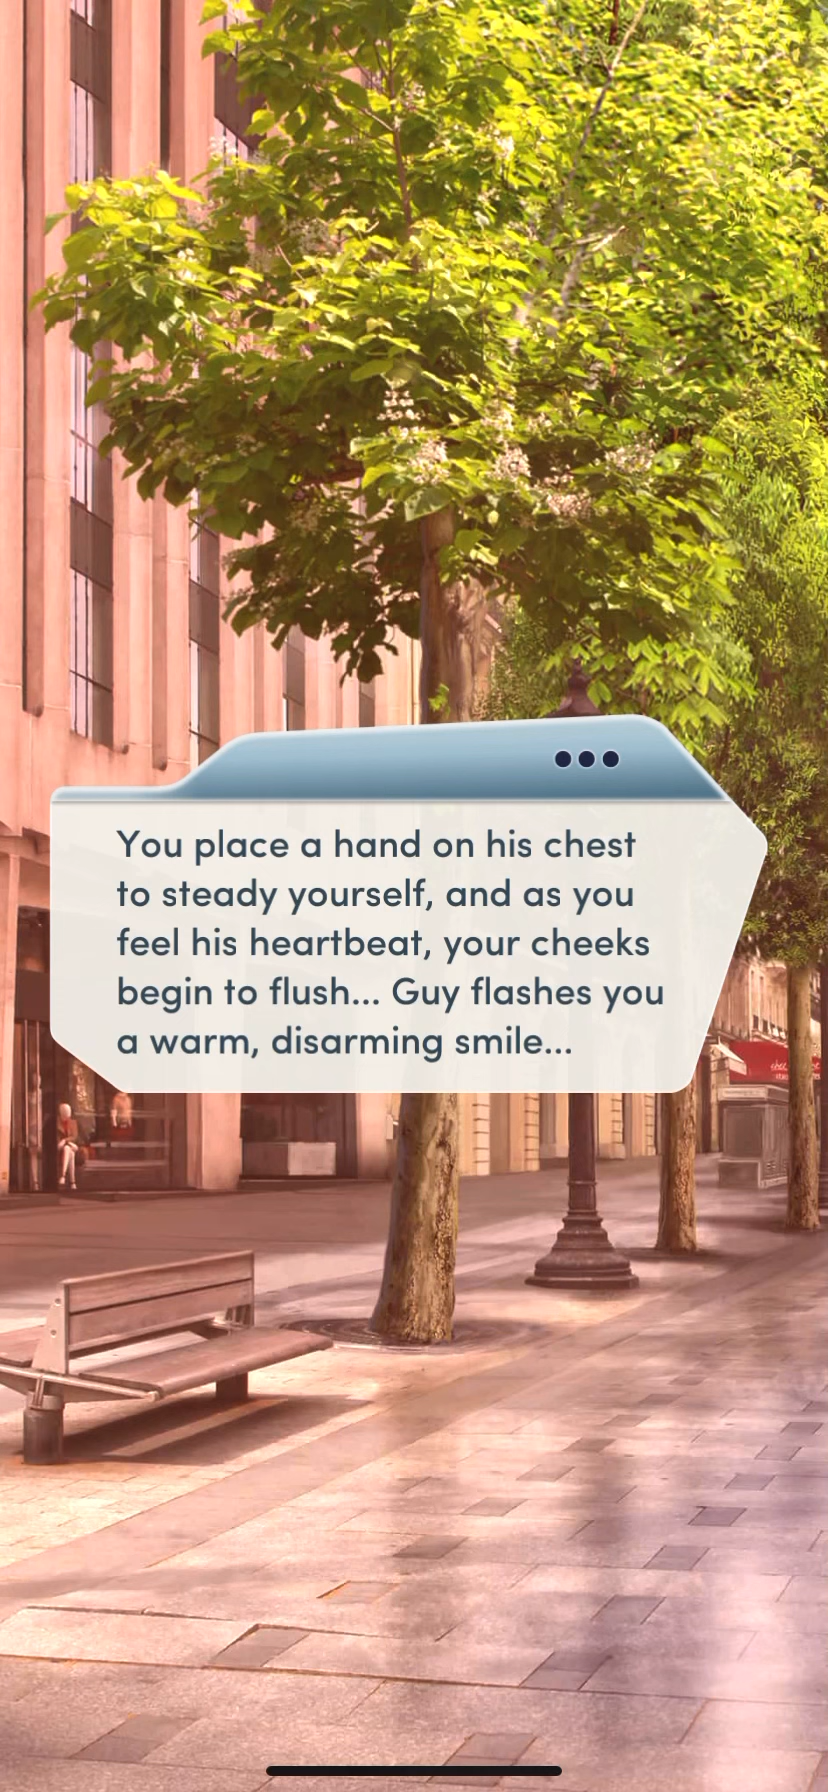 You place a hand on his chest
to steady yourself, and as you
feel his heartbeat, your cheeks
begin to flush... Guy flashes you
a warm, disarming smile...